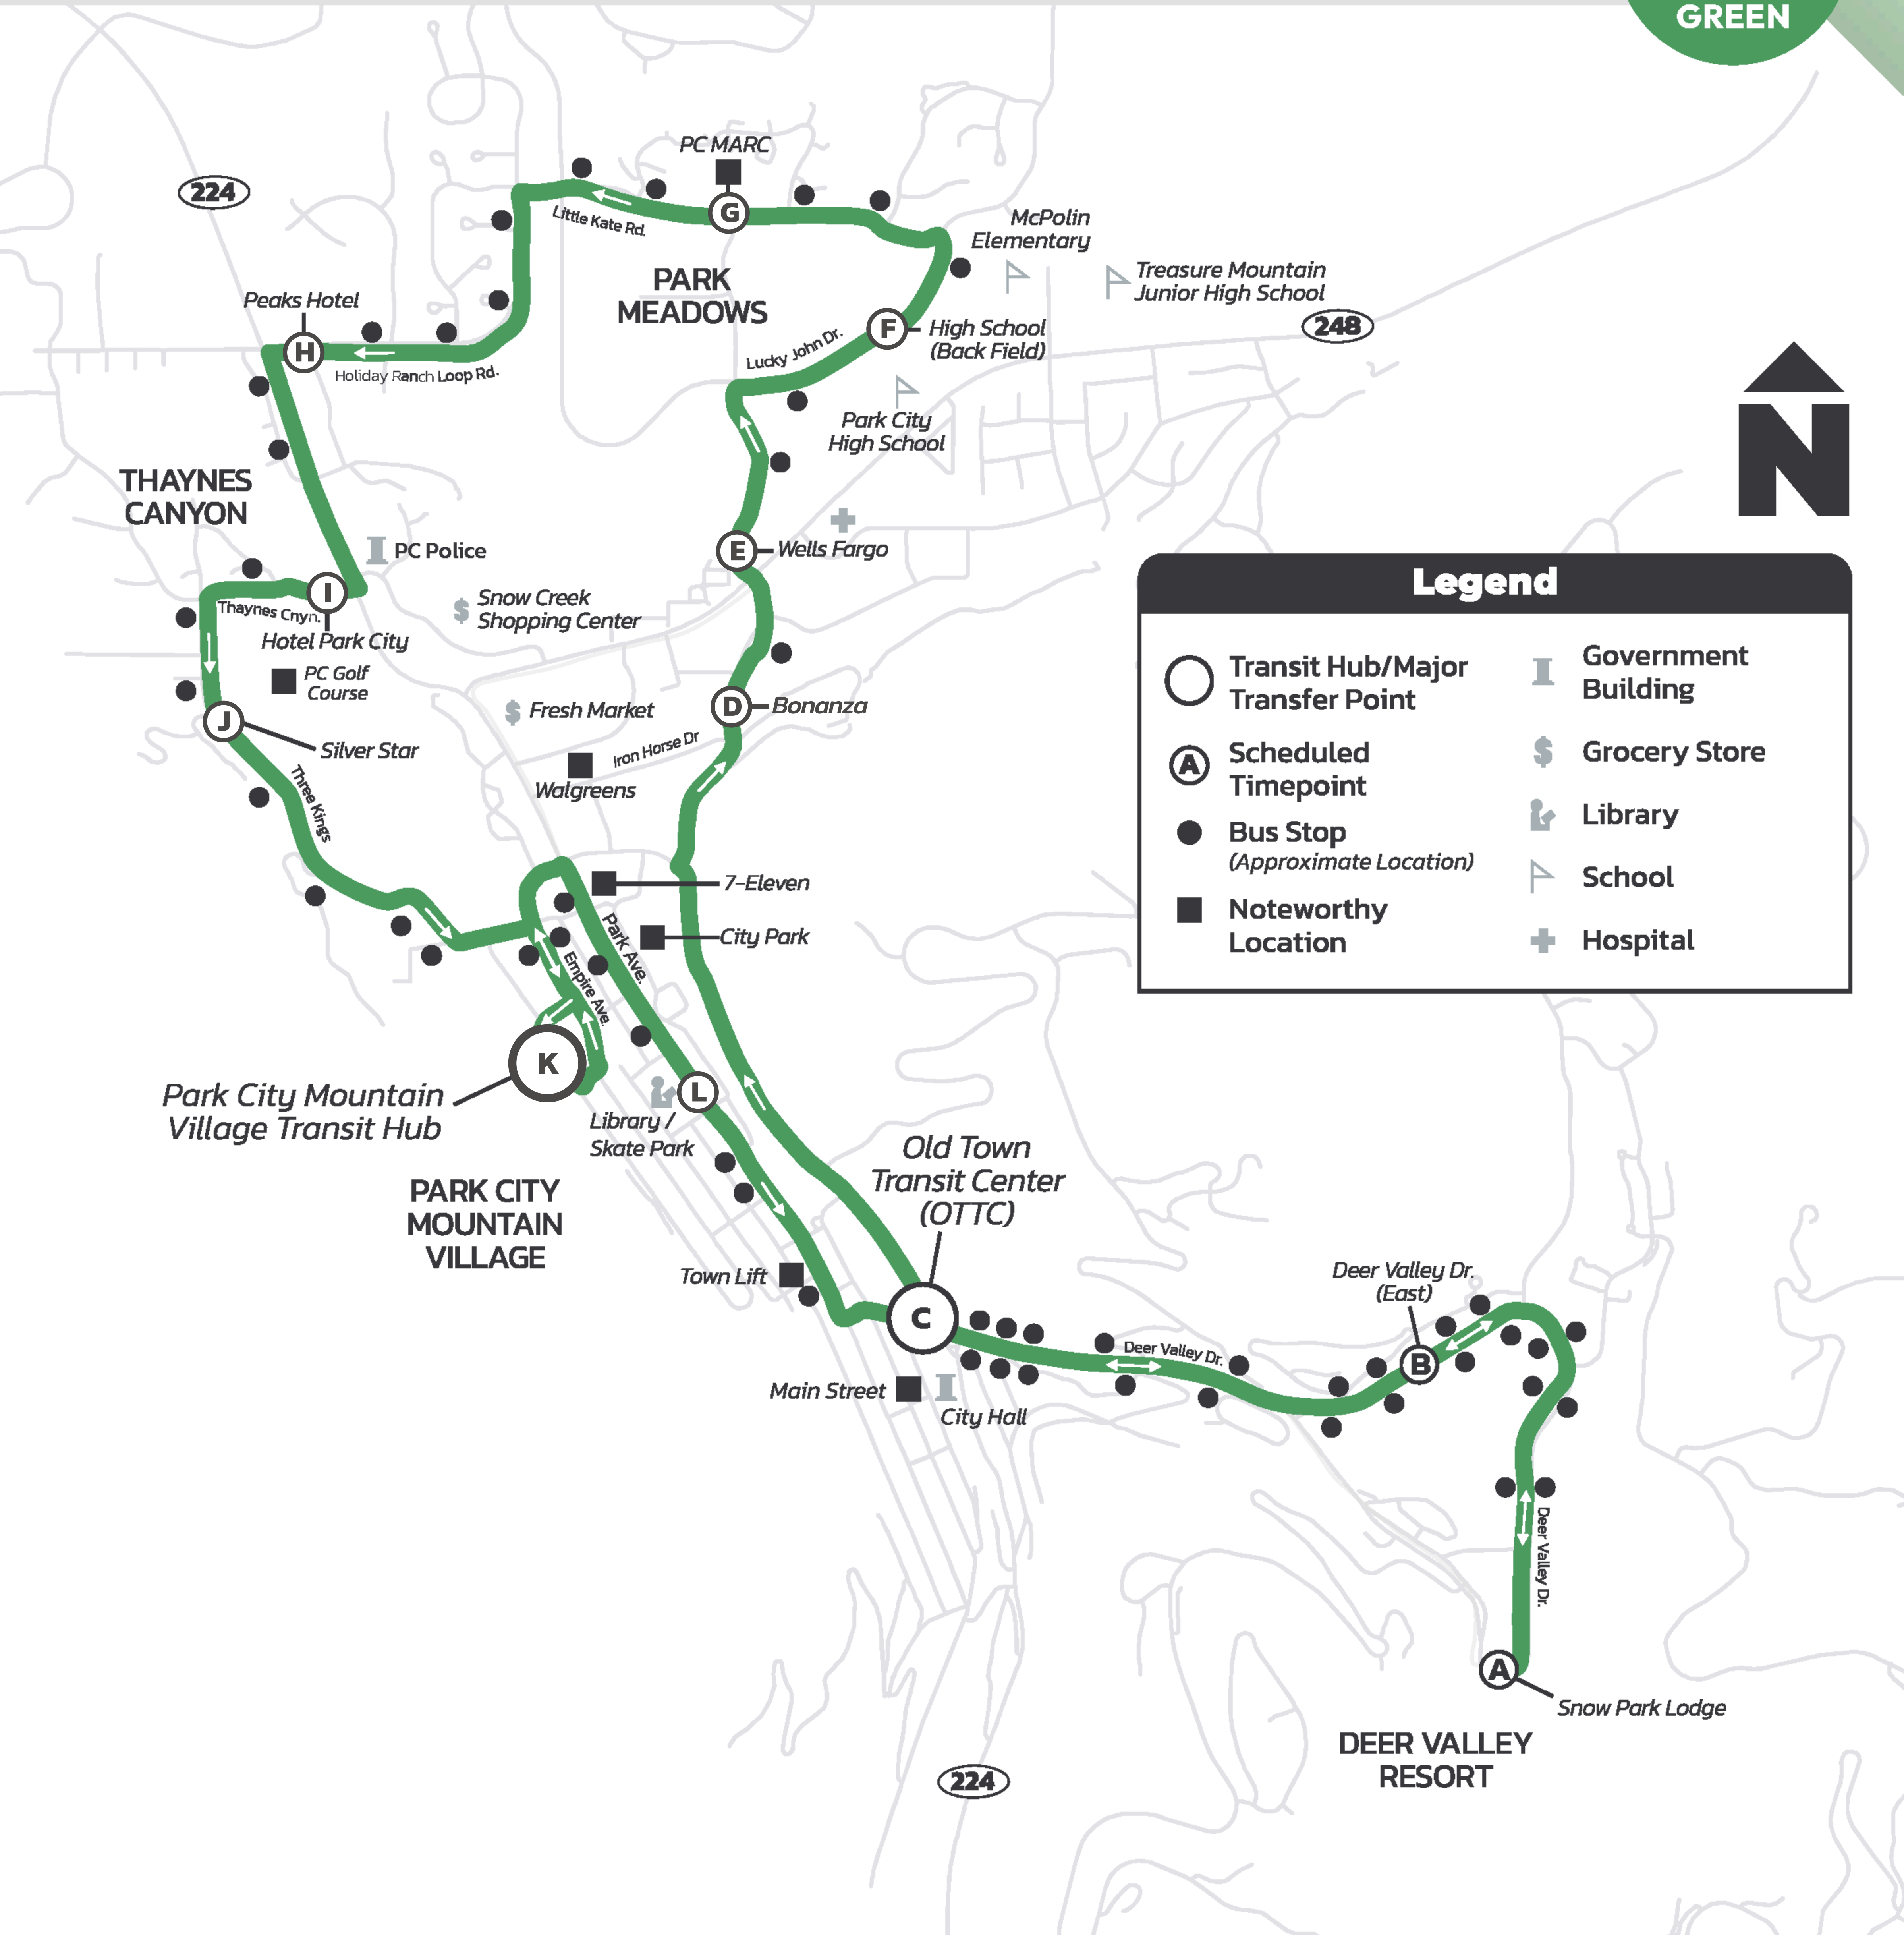 GREEN
PC MARC
224
Little Kate Rd.
G
McPolin
Elementary
Treasure Mountain
Junior High School
PARK
MEADOWS
Peaks Hotel
F
High School
(Back Field)
248
H
Lucky John Dr.
Holiday Ranch Loop Rd.
Park City
High School
N
THAYNES
CANYON
PC Police
E
Wells Fargo
I
Thaynes Cnyn.
Hotel Park City
Snow Creek
Shopping Center
PC Golf
Course
J
Silver Star
Fresh Market
D
Bonanza
Iron Horse Dr
Walgreens
Three Kings
7-Eleven
City Park
Park Ave.
Empire Ave.
K
Park City Mountain
Village Transit Hub
L
Library /
Skate Park
PARK CITY
MOUNTAIN
VILLAGE
Old Town
Transit Center
(OTTC)
Town Lift
C
Main Street
City Hall
Deer Valley Dr.
Deer Valley Dr.
(East)
B
Deer Valley Dr.
A
Snow Park Lodge
DEER VALLEY
RESORT
224
Legend
Transit Hub/Major
Transfer Point
A
Scheduled
Timepoint
Bus Stop
(Approximate Location)
Noteworthy
Location
Government
Building
$
Grocery Store
Library
School
Hospital